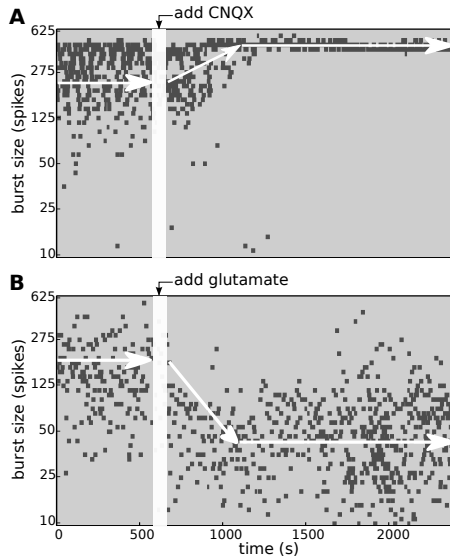 A
add CNQX
burst size (spikes)
625
275
125
50
25
10
B
add glutamate
burst size (spikes)
625
275
125
50
25
10
0
500
1000
1500
2000
time (s)